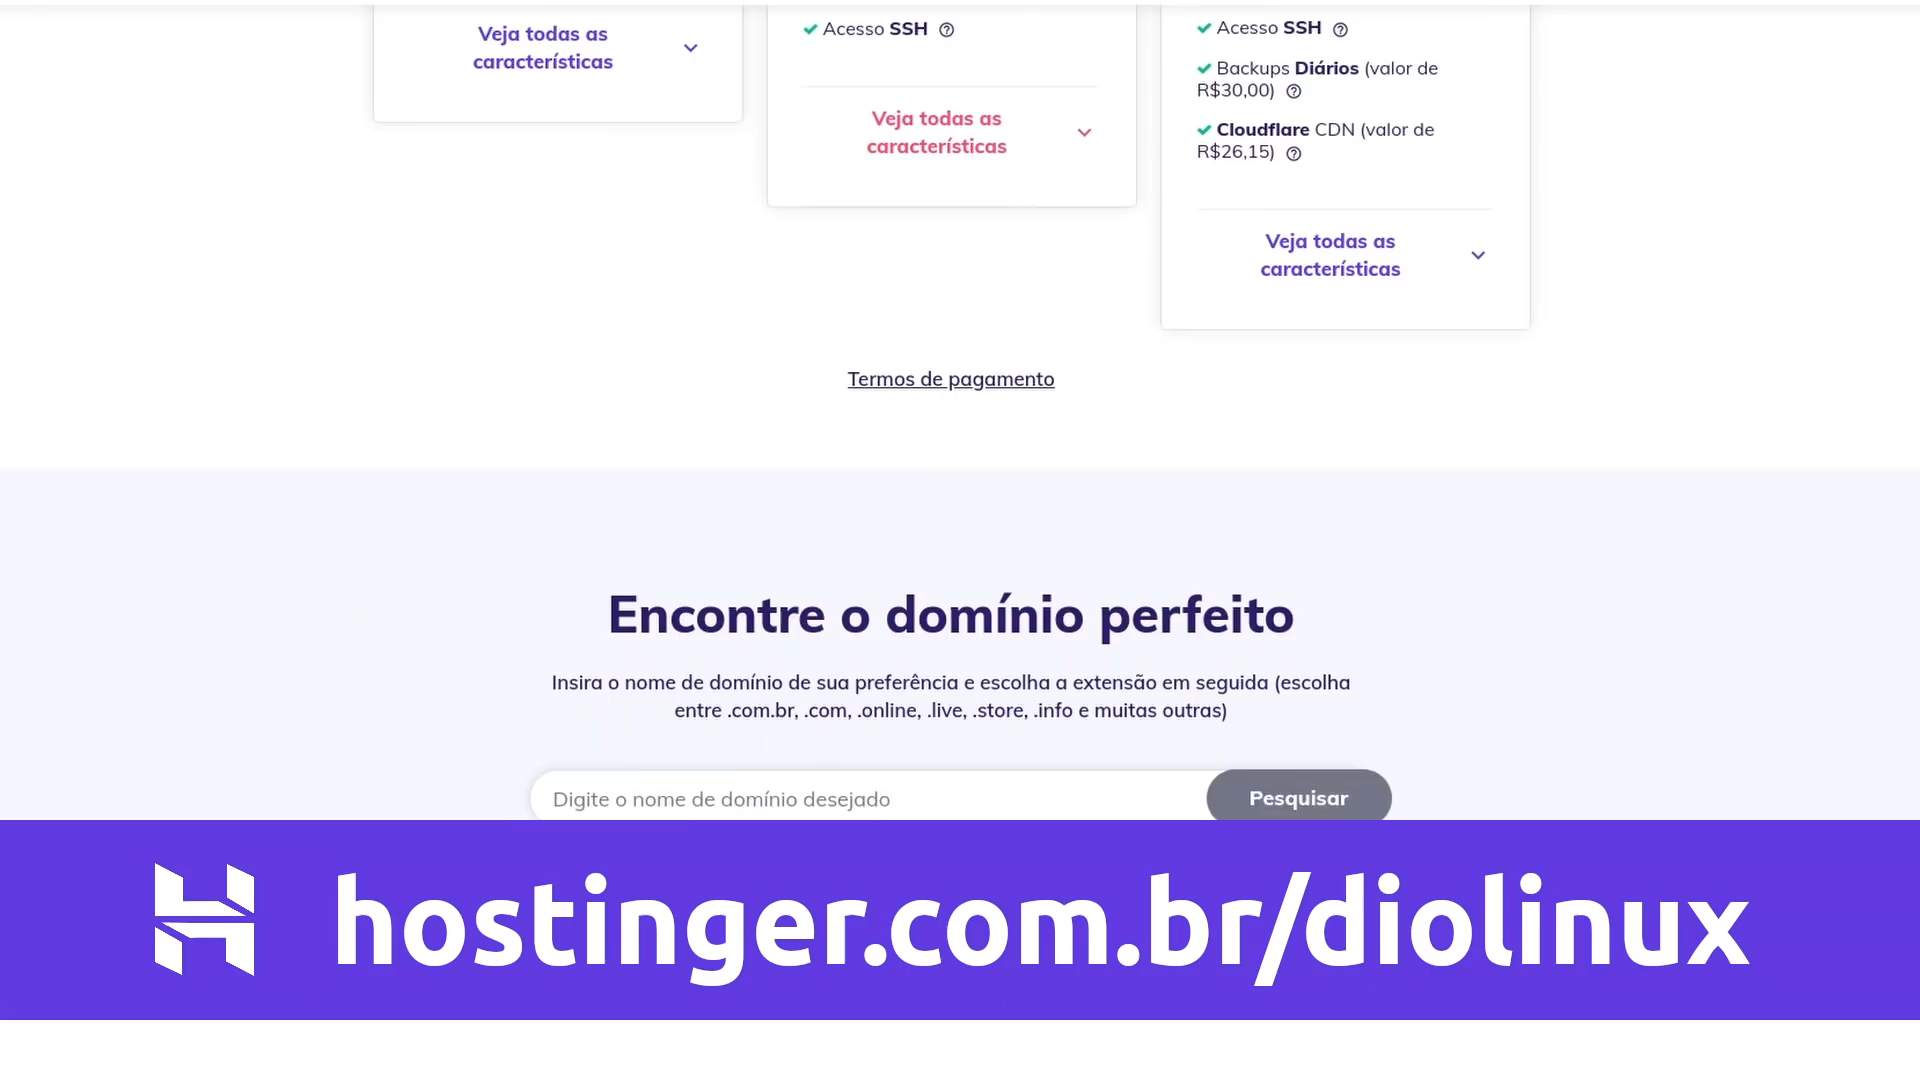 Veja todas as
características
Acesso SSH
Veja todas as
características
Acesso SSH
Backups Diários (valor de
R$30,00)
Cloudflare CDN (valor de
R$26,15)
Veja todas as
características
Termos de pagamento
Encontre o domínio perfeito
Insira o nome de domínio de sua preferência e escolha a extensão em seguida (escolha
entre .com.br, .com, .online, .live, .store, .info e muitas outras)
Digite o nome de domínio desejado
Pesquisar
hostinger.com.br/diolinux